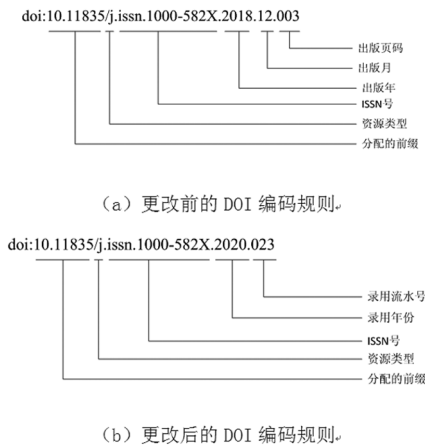 doi:10.11835/j.issn.1000-582X.2018.12.003
出版页码
出版月
出版年
ISSN号
资源类型
分配的前缀
（a）更改前的 DOI 编码规则
doi:10.11835/j.issn.1000-582X.2020.023
录用流水号
录用年份
ISSN号
资源类型
分配的前缀
（b）更改后的 DOI 编码规则